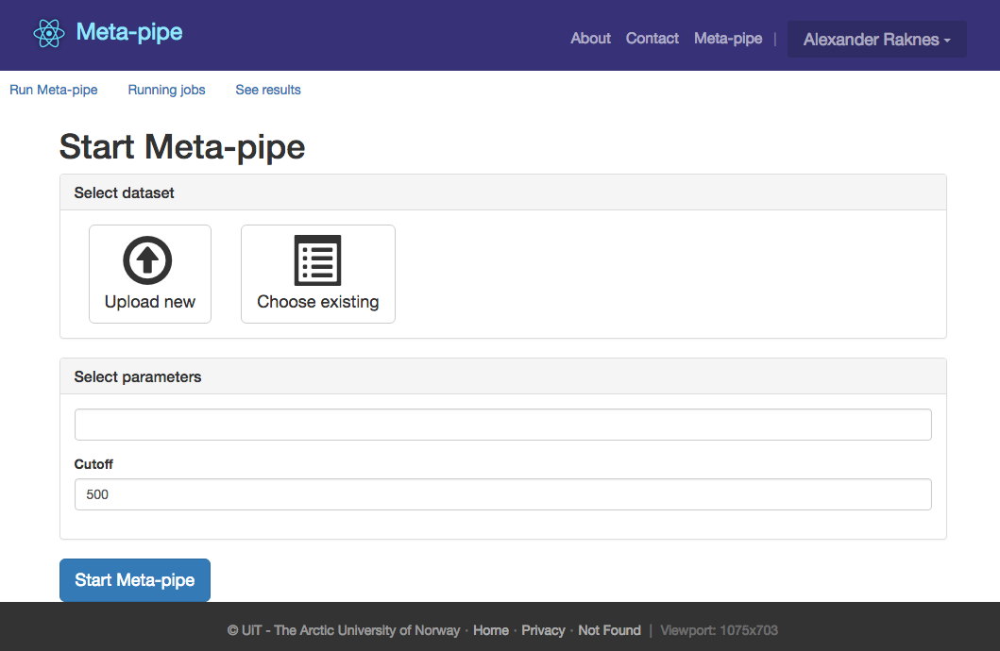 Meta-pipe
About Contact Meta-pipe | Alexander Raknes
Run Meta-pipe Running jobs See results
Start Meta-pipe
Select dataset
Upload new Choose existing
Select parameters
Cutoff
500
Start Meta-pipe
© UiT - The Arctic University of Norway · Home · Privacy · Not Found | Viewport: 1075x703